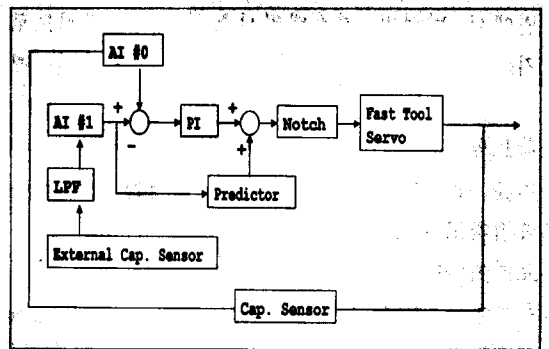 AI #0
AI #1
+
-
PI
+
+
Notch
Fast Tool
Servo
LPF
Predictor
External Cap. Sensor
Cap. Sensor